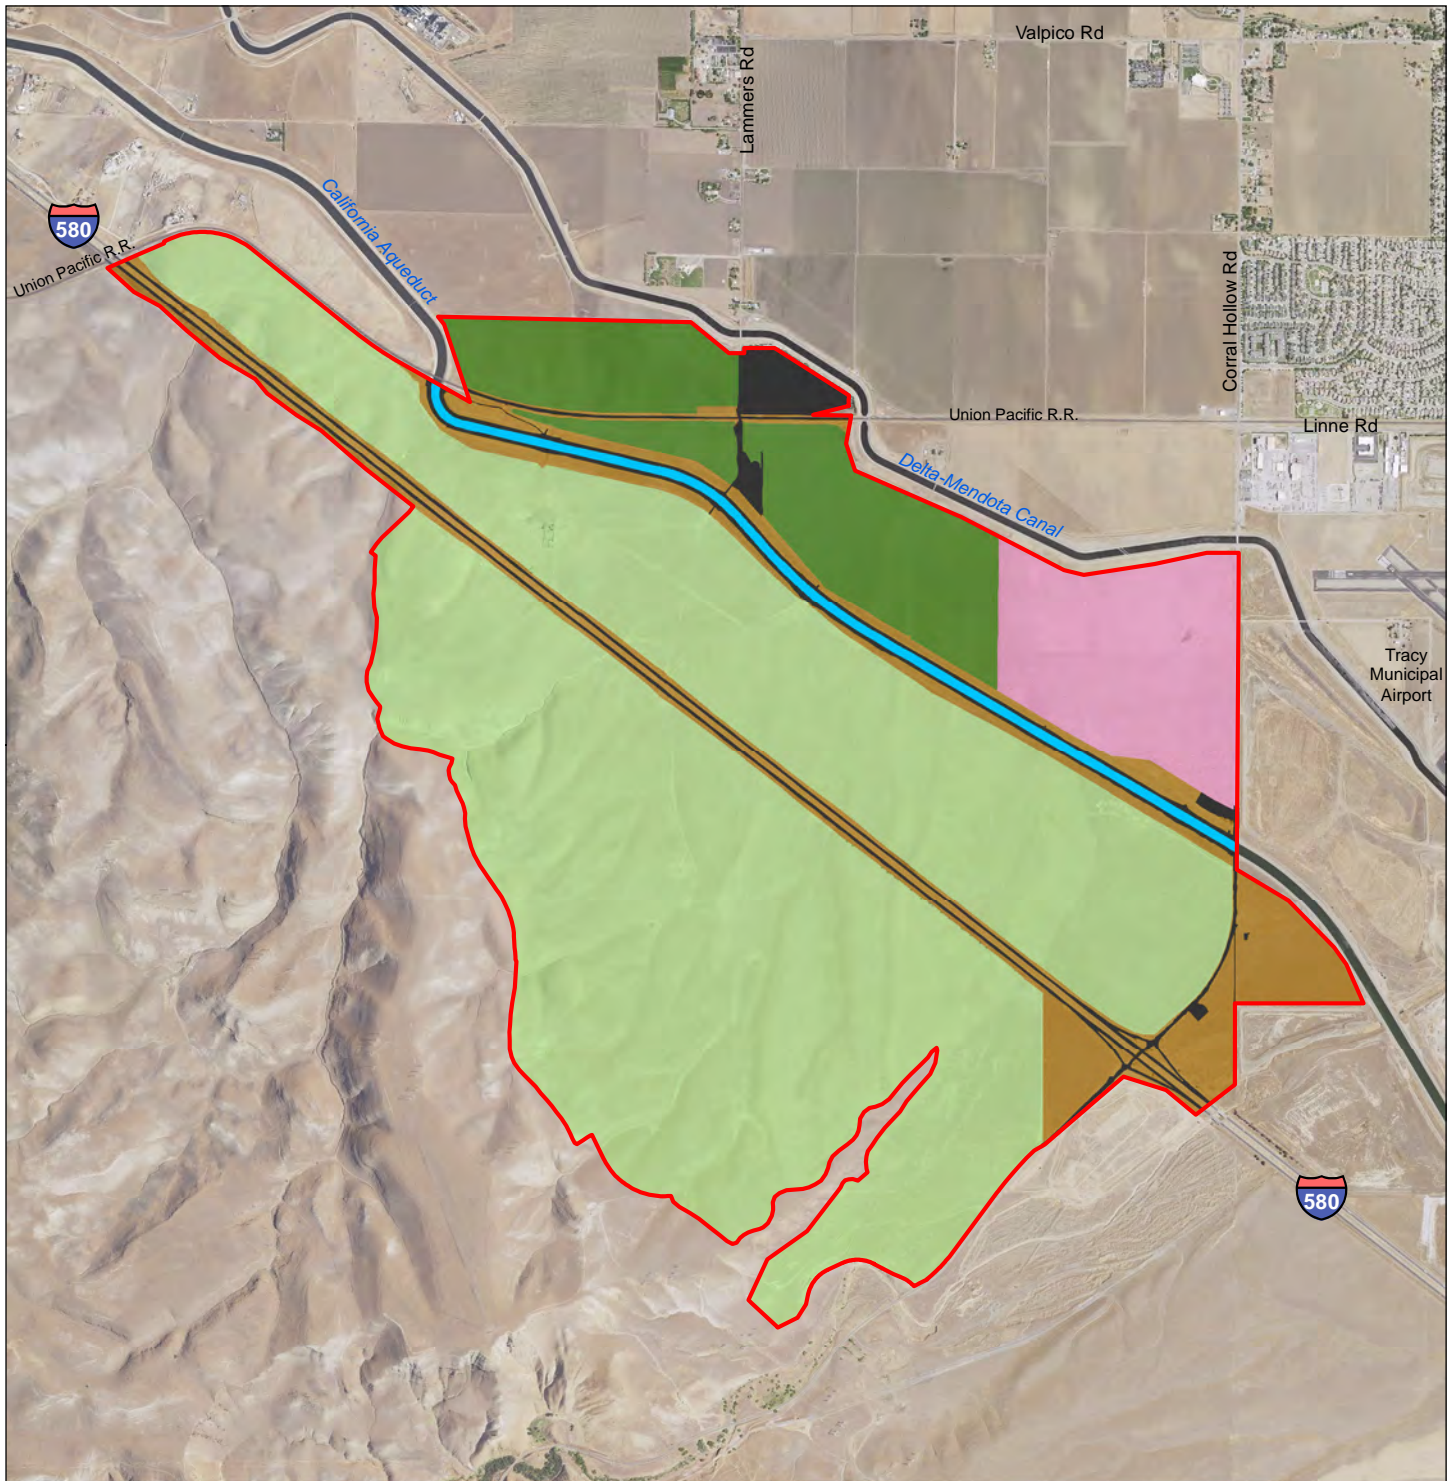 Valpico Rd
Lammers Rd
California Aqueduct
580
Union Pacific R.R.
Corral Hollow Rd
Union Pacific R.R.
Linne Rd
Delta-Mendota Canal
Tracy
Municipal
Airport
580